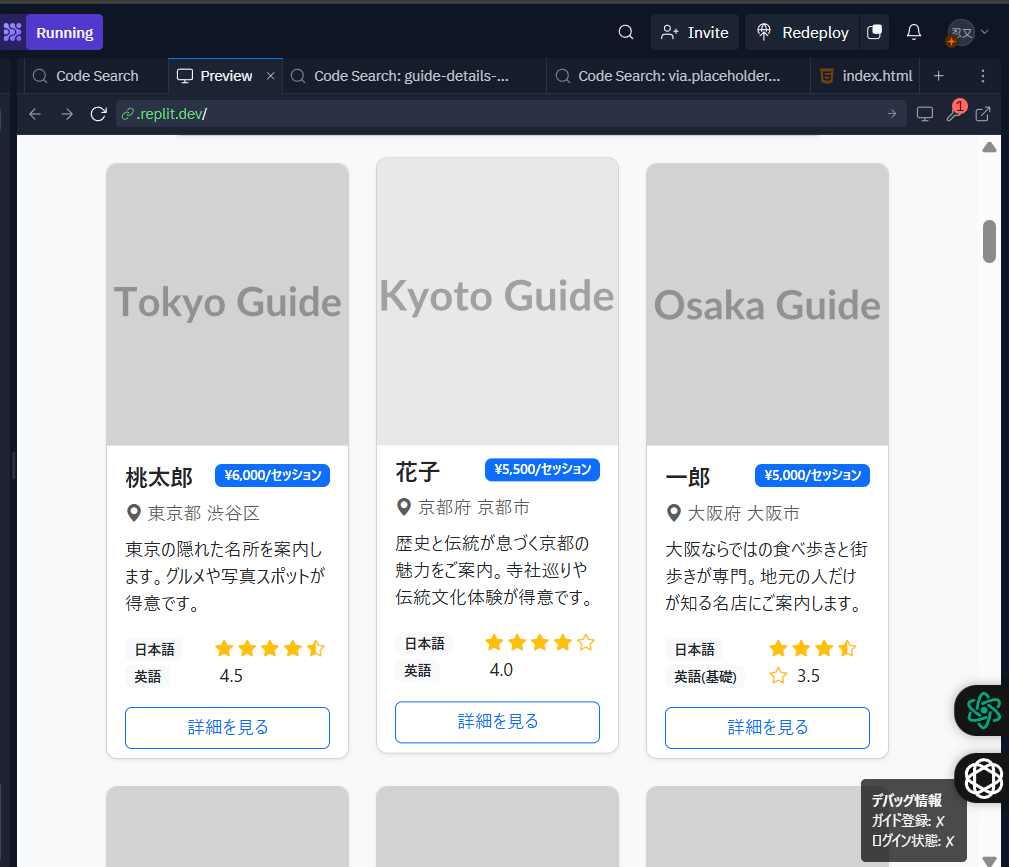 Running
Invite
Redeploy
忍又
Code Search
Preview ×
Code Search: guide-details-...
Code Search: via.placeholder...
index.html
.replit.dev/
1
Tokyo Guide
桃太郎
¥6,000/セッション
東京都 渋谷区
東京の隠れた名所を案内し
ます。グルメや写真スポットが
得意です。
日本語
英語
4.5
詳細を見る
Kyoto Guide
花子
¥5,500/セッション
京都府 京都市
歴史と伝統が息づく京都の
魅力をご案内。寺社巡りや
伝統文化体験が得意です。
日本語
英語
4.0
詳細を見る
Osaka Guide
一郎
¥5,000/セッション
大阪府 大阪市
大阪ならではの食べ歩きと街
歩きが専門。地元の人だけ
が知る名店にご案内します。
日本語
英語(基礎)
3.5
詳細を見る
デバッグ情報
ガイド登録: ✗
ログイン状態: ✗